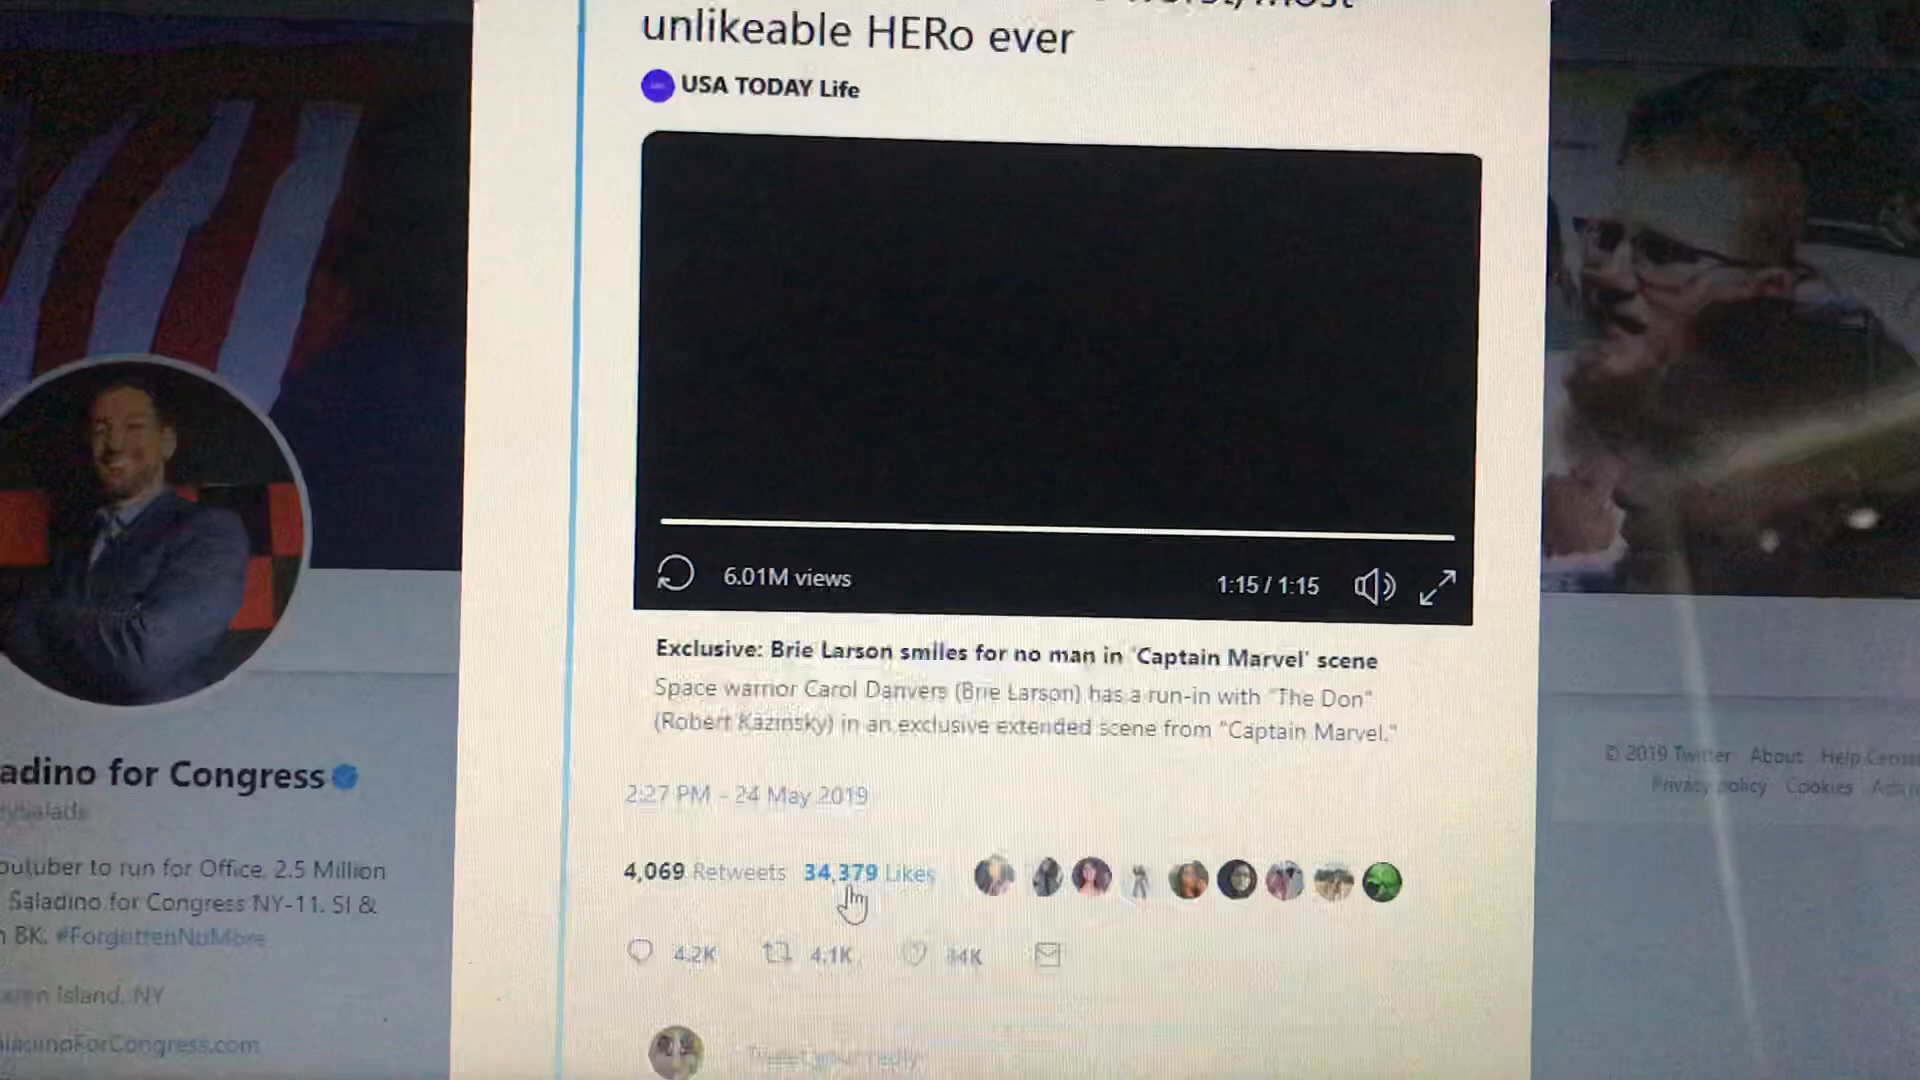 unlikeable HERo ever
USA TODAY Life
6.01M views
1:15 / 1:15
Exclusive: Brie Larson smiles for no man in 'Captain Marvel' scene
Space warrior Carol Danvers (Brie Larson) has a run-in with "The Don"
(Robert Kazinsky) in an exclusive extended scene from "Captain Marvel."
2:27 PM - 24 May 2019
4,069 Retweets 34,379 Likes
4.2K 4.1K 34K
adino for Congress
outuber to run for Office. 2.5 Million
Saladino for Congress NY-11. SI &
BK. #ForgottenNoMore
Island, NY
ForCongress.com
© 2019 Twitter About Help
Privacy policy Cookies